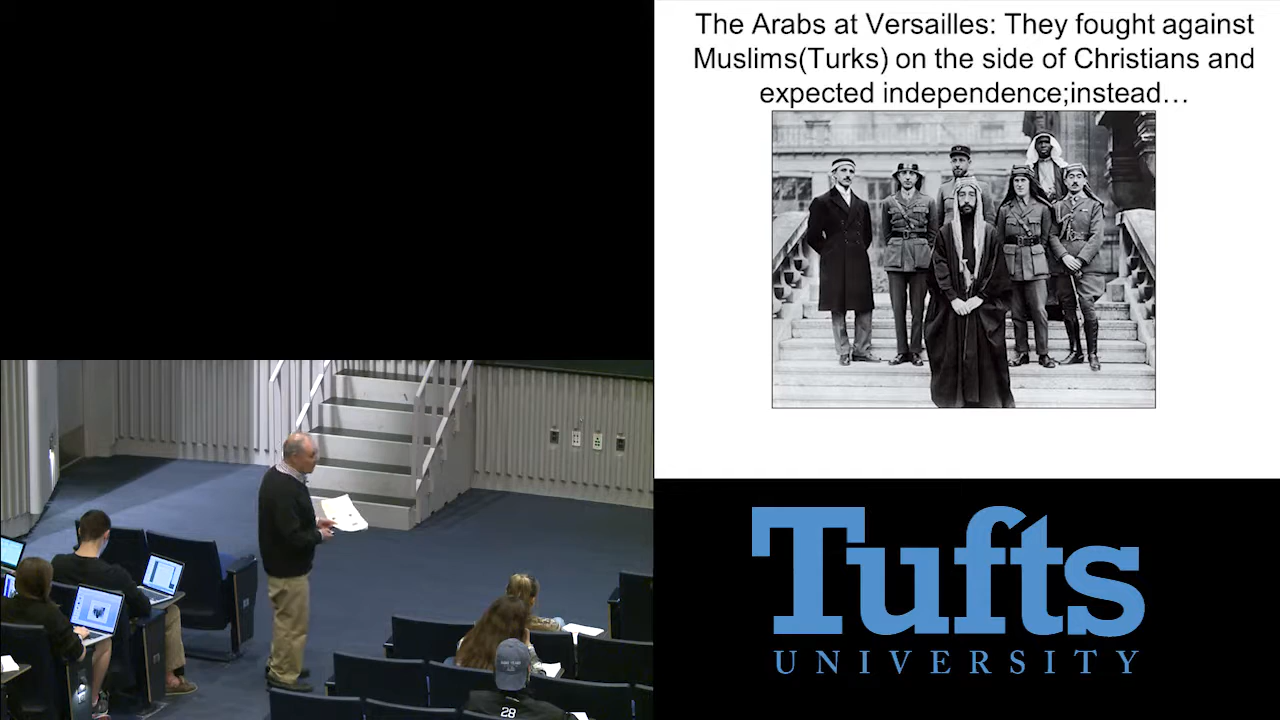 The Arabs at Versailles: They fought against
Muslims(Turks) on the side of Christians and
expected independence;instead…
Tufts
UNIVERSITY
28